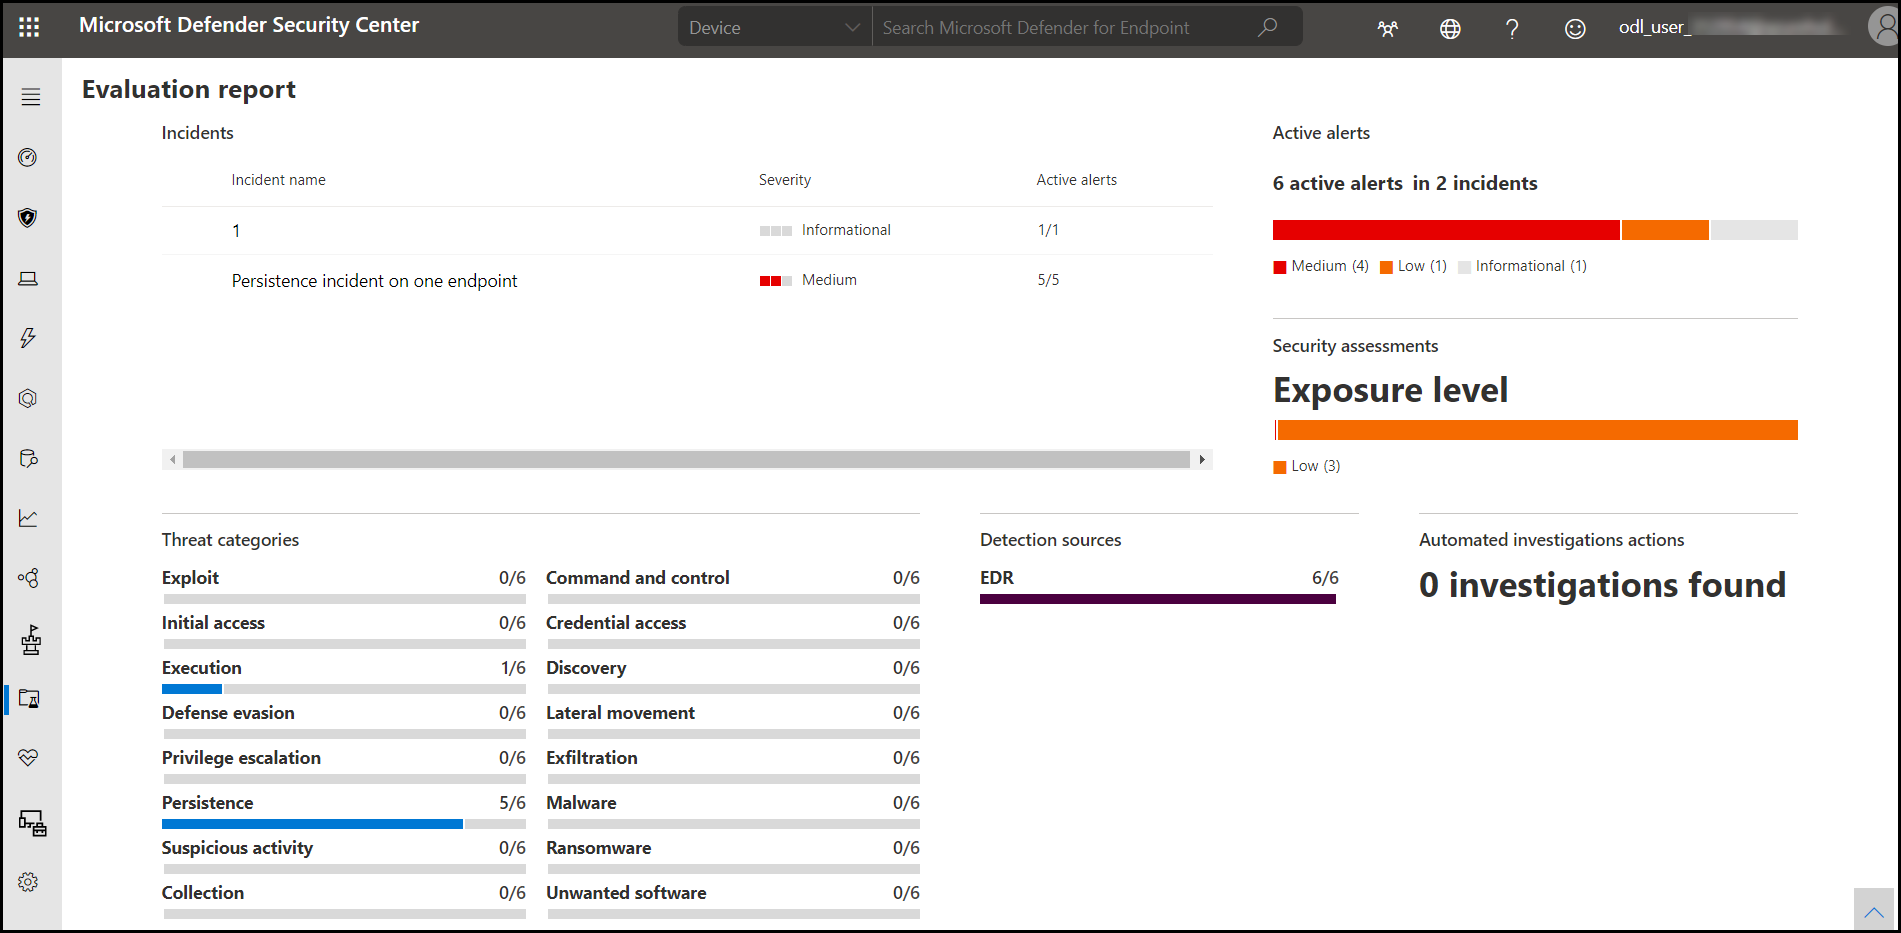 Microsoft Defender Security Center
Device
Search Microsoft Defender for Endpoint
odl_user_
Evaluation report
Incidents
Incident name Severity Active alerts
1 Informational 1/1
Persistence incident on one endpoint Medium 5/5
Active alerts
6 active alerts in 2 incidents
Medium (4) Low (1) Informational (1)
Security assessments
Exposure level
Low (3)
Threat categories
Exploit 0/6
Initial access 0/6
Execution 1/6
Defense evasion 0/6
Privilege escalation 0/6
Persistence 5/6
Suspicious activity 0/6
Collection 0/6
Command and control 0/6
Credential access 0/6
Discovery 0/6
Lateral movement 0/6
Exfiltration 0/6
Malware 0/6
Ransomware 0/6
Unwanted software 0/6
Detection sources
EDR 6/6
Automated investigations actions
0 investigations found